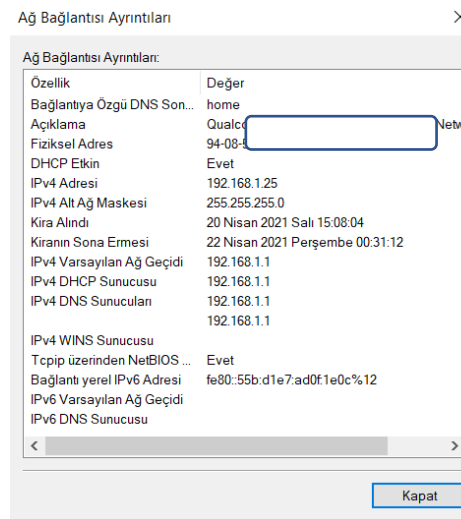 Ağ Bağlantısı Ayrıntıları
Ağ Bağlantısı Ayrıntıları:
Özellik Değer
Bağlantıya Özgü DNS Son... home
Açıklama
Fiziksel Adres 94-08-
DHCP Etkin Evet
IPv4 Adresi 192.168.1.25
IPv4 Alt Ağ Maskesi 255.255.255.0
Kira Alındı 20 Nisan 2021 Salı 15:08:04
Kiranın Sona Ermesi 22 Nisan 2021 Perşembe 00:31:12
IPv4 Varsayılan Ağ Geçidi 192.168.1.1
IPv4 DHCP Sunucusu 192.168.1.1
IPv4 DNS Sunucuları 192.168.1.1
192.168.1.1
IPv4 WINS Sunucusu
Tcpip üzerinden NetBIOS ... Evet
Bağlantı yerel IPv6 Adresi fe80::55b:d1e7:ad0f:1e0c%12
IPv6 Varsayılan Ağ Geçidi
IPv6 DNS Sunucusu
Kapat